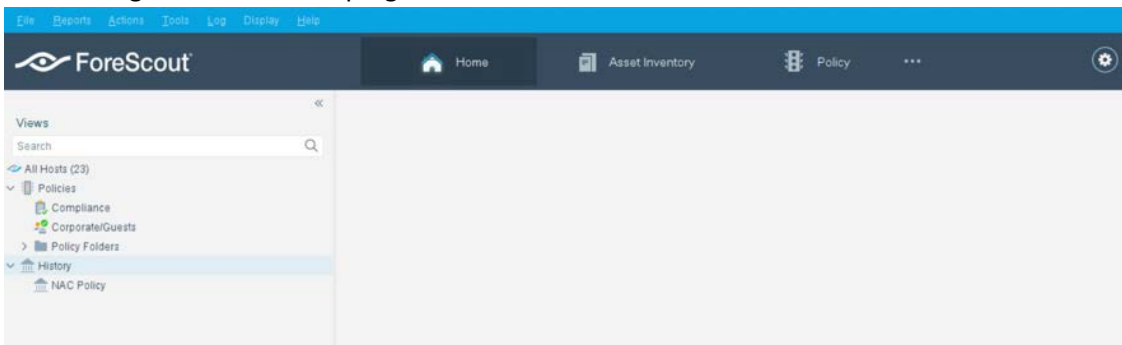 File Reports Actions Tools Log Display Help
ForeScout Home Asset Inventory Policy •••
«
Views
Search
All Hosts (23)
Policies
Compliance
Corporate/Guests
Policy Folders
History
NAC Policy